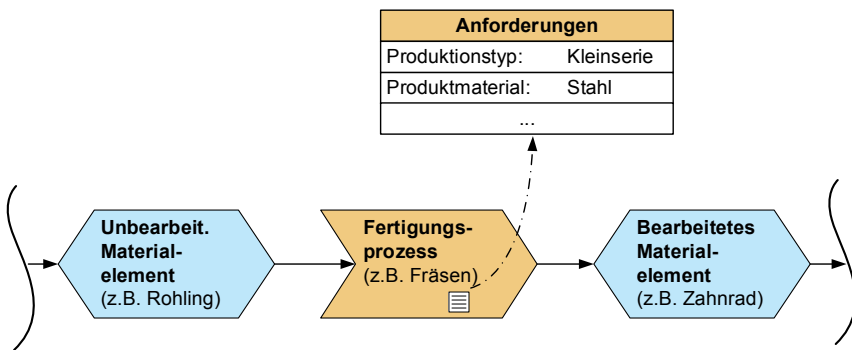 Anforderungen
Produktionstyp: Kleinserie
Produktmaterial: Stahl
...
Unbearbeit.
Material-
element
(z.B. Rohling)
Fertigungs-
prozess
(z.B. Fräsen)
Bearbeitetes
Material-
element
(z.B. Zahnrad)